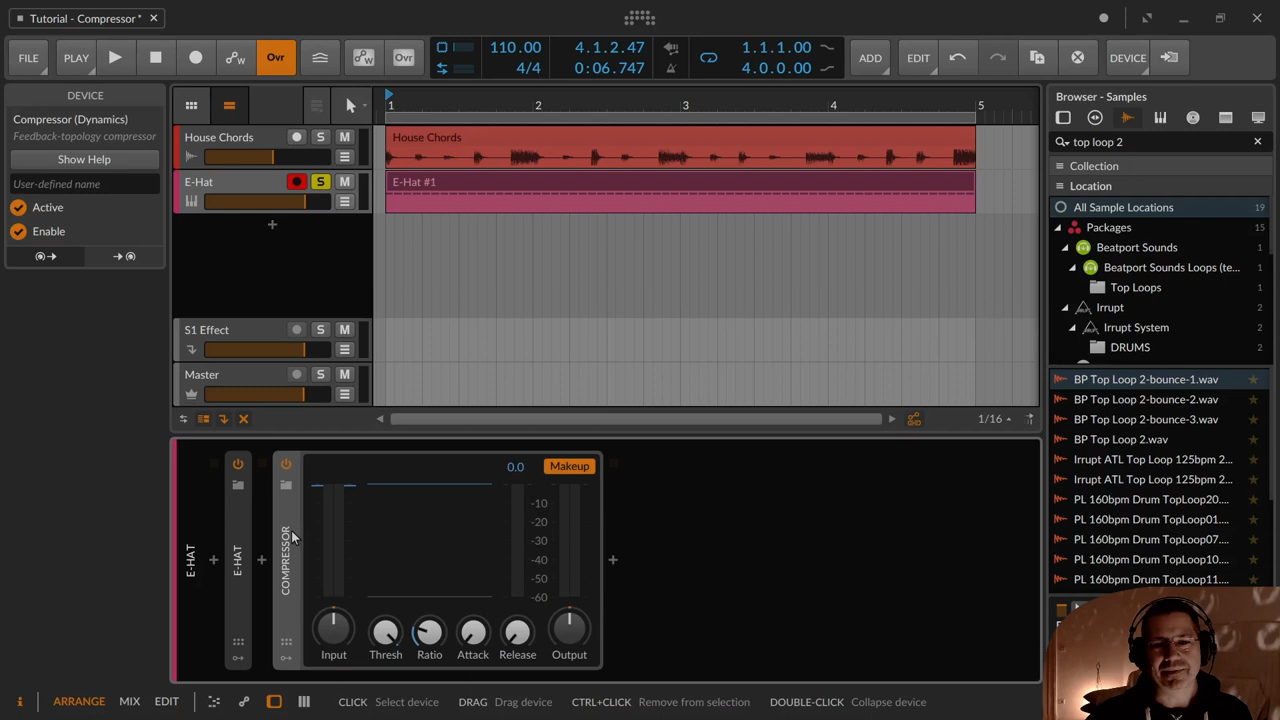 Tutorial - Compressor*
FILE PLAY Ovr Ovr 110.00 4.1.2.47 1.1.1.00 ADD EDIT DEVICE
4/4 0:06.747 4.0.0.00
DEVICE
Compressor (Dynamics)
Feedback-topology compressor
Show Help
User-defined name
Active
Enable
1 2 3 4 5
House Chords S M House Chords
E-Hat S M E-Hat #1
S1 Effect S M
Master S M
1/16
Browser - Samples
top loop 2
Collection
Location
All Sample Locations 19
Packages 15
Beatport Sounds 1
Beatport Sounds Loops (te... 1
Top Loops 1
Irrupt 2
Irrupt System 2
DRUMS 2
BP Top Loop 2-bounce-1.wav
BP Top Loop 2-bounce-2.wav
BP Top Loop 2-bounce-3.wav
BP Top Loop 2.wav
Irrupt ATL Top Loop 125bpm 2...
Irrupt ATL Top Loop 125bpm 2...
PL 160bpm Drum TopLoop20....
PL 160bpm Drum TopLoop01....
PL 160bpm Drum TopLoop07....
PL 160bpm Drum TopLoop10....
PL 160bpm Drum TopLoop11....
E-HAT
E-HAT
COMPRESSOR
0.0 Makeup
-10
-20
-30
-40
-50
-60
Input Thresh Ratio Attack Release Output
i ARRANGE MIX EDIT CLICK Select device DRAG Drag device CTRL+CLICK Remove from selection DOUBLE-CLICK Collapse device